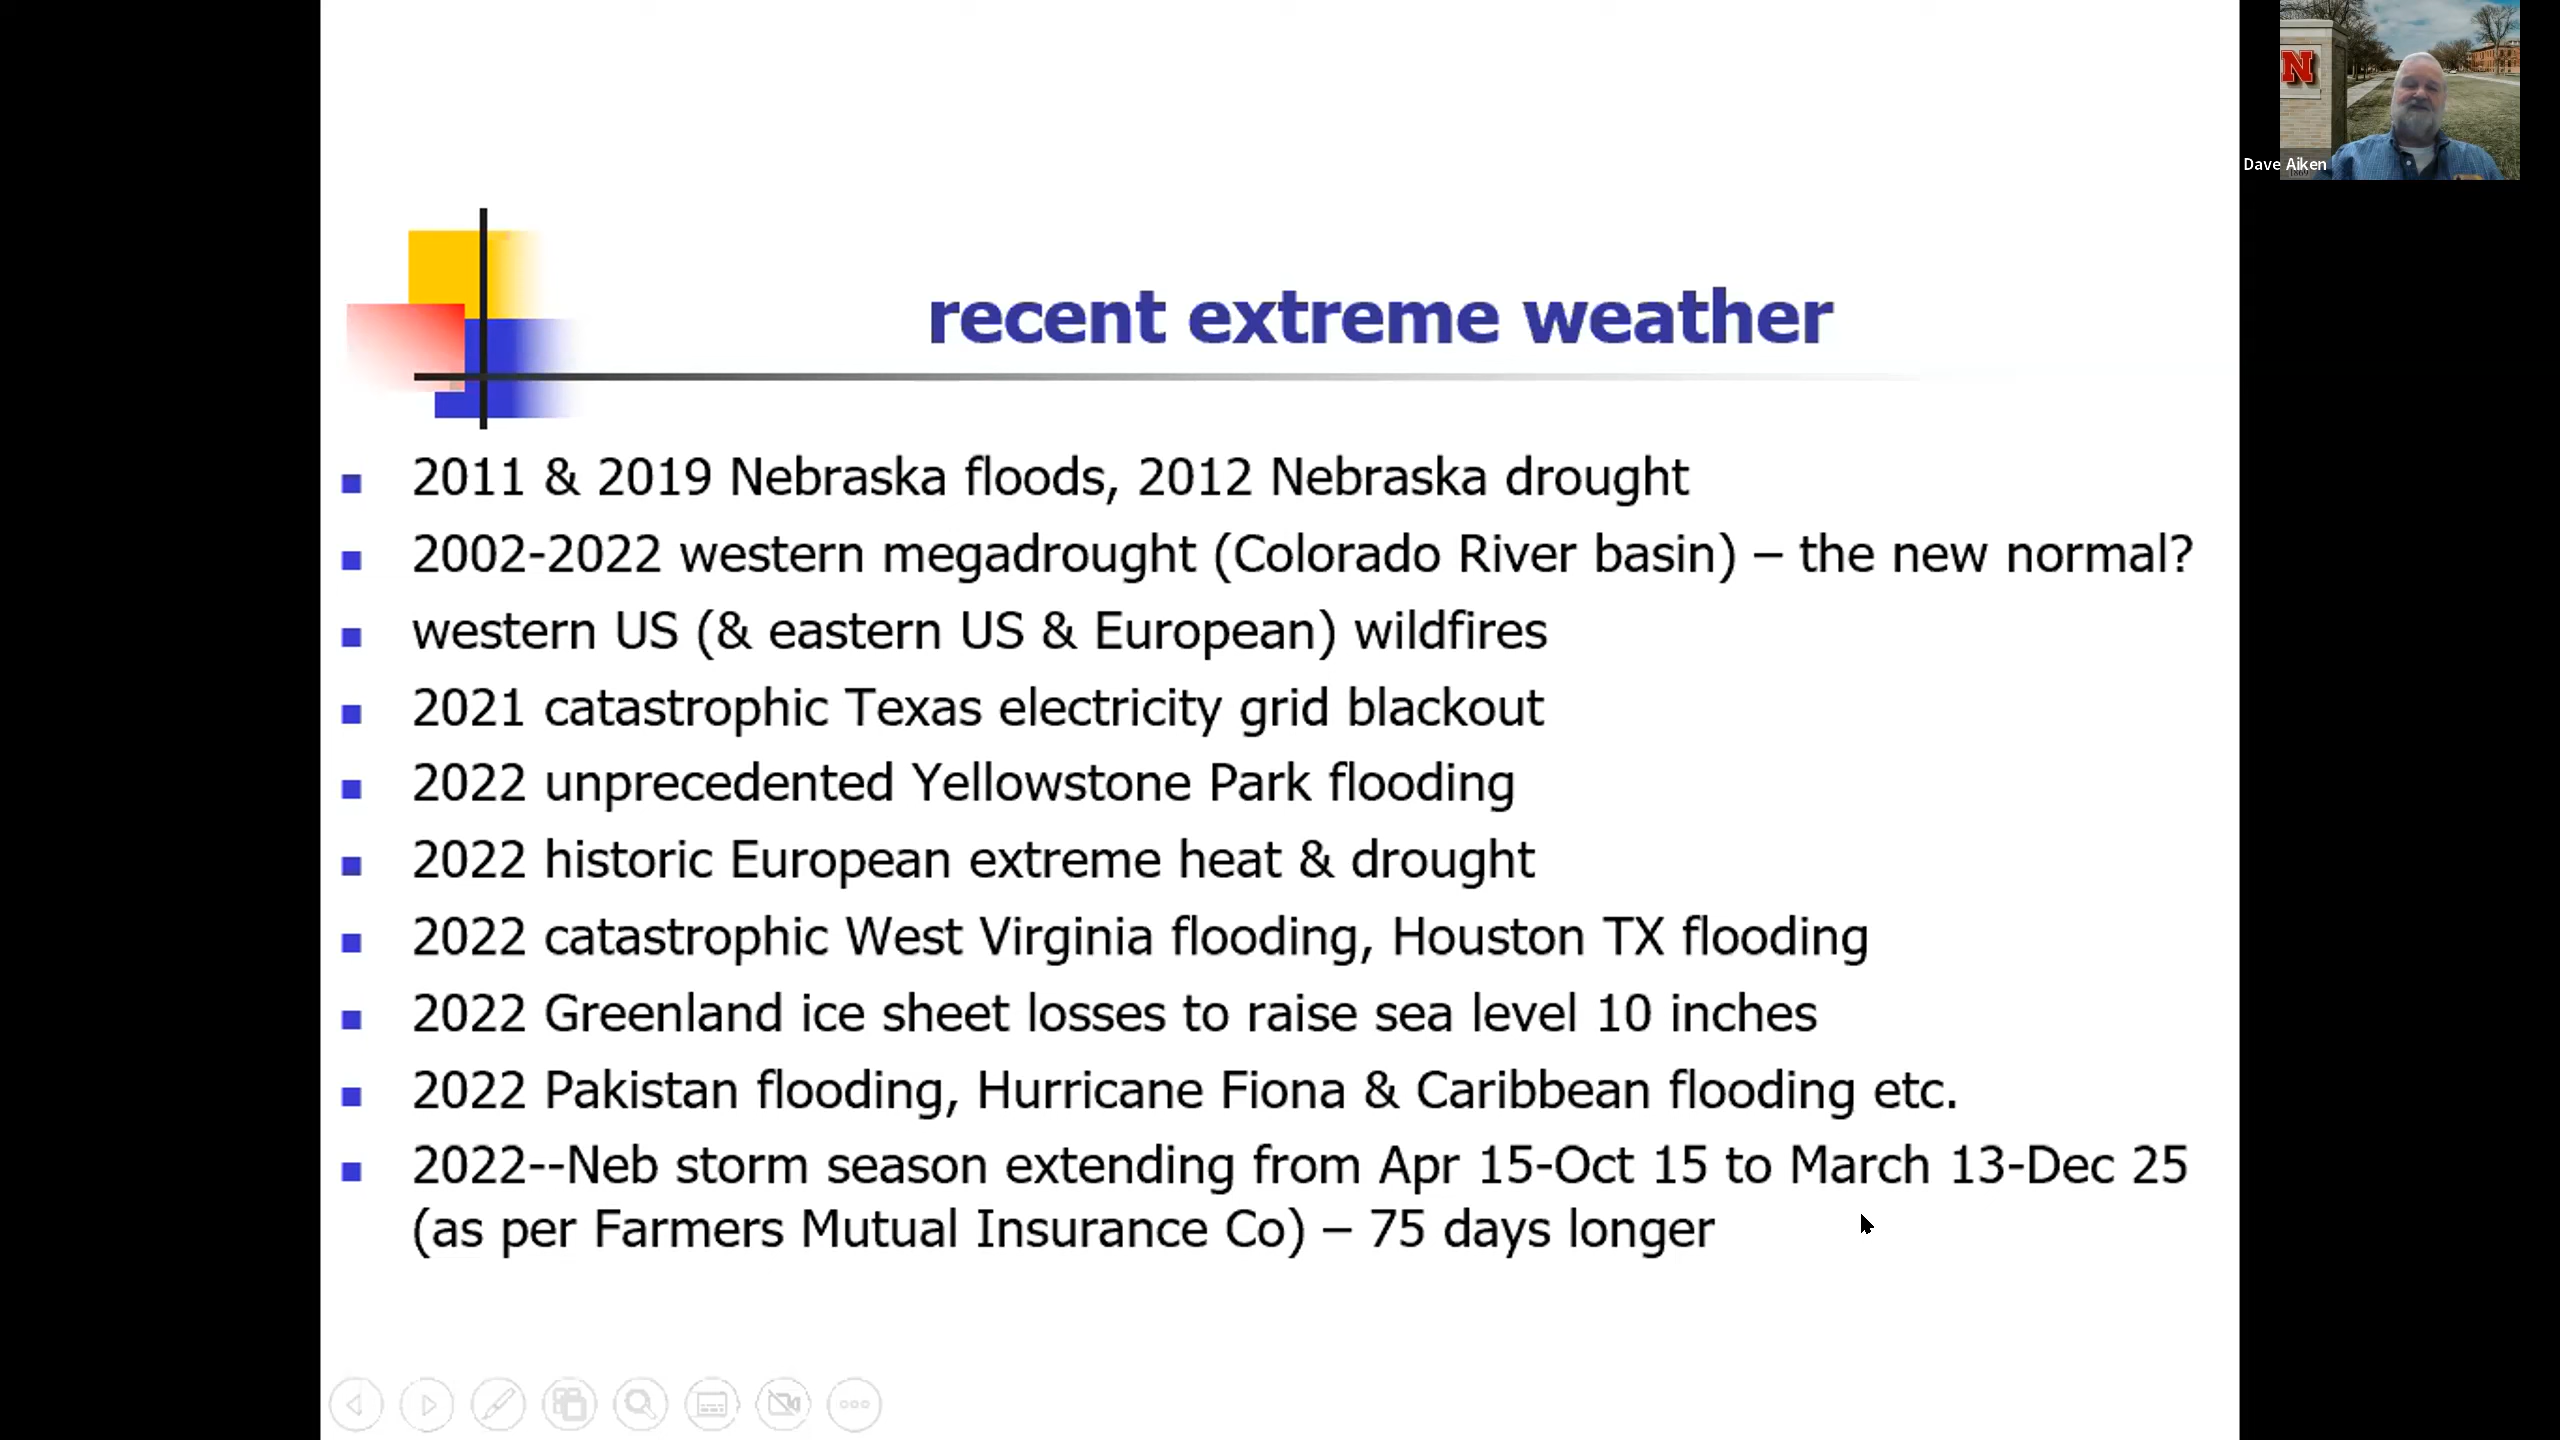 N
Dave Aiken
recent extreme weather
2011 & 2019 Nebraska floods, 2012 Nebraska drought
2002-2022 western megadrought (Colorado River basin) – the new normal?
western US (& eastern US & European) wildfires
2021 catastrophic Texas electricity grid blackout
2022 unprecedented Yellowstone Park flooding
2022 historic European extreme heat & drought
2022 catastrophic West Virginia flooding, Houston TX flooding
2022 Greenland ice sheet losses to raise sea level 10 inches
2022 Pakistan flooding, Hurricane Fiona & Caribbean flooding etc.
2022--Neb storm season extending from Apr 15-Oct 15 to March 13-Dec 25
(as per Farmers Mutual Insurance Co) – 75 days longer